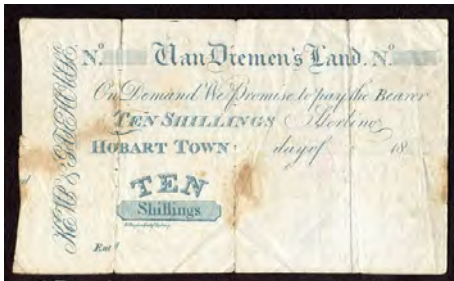 Nº Van Diemen's Land. Nº
On Demand We Promise to pay the Bearer
TEN SHILLINGS Sterling
HOBART TOWN day of 18
TEN
Shillings
Entd